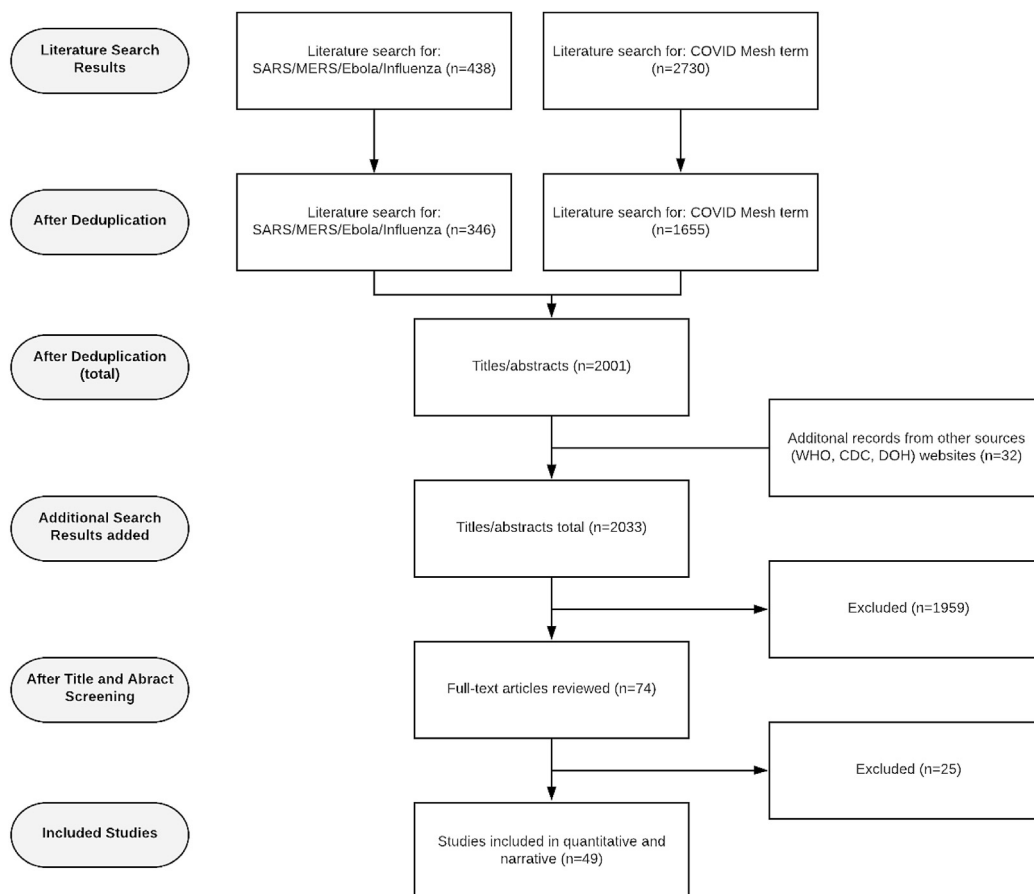 Literature Search
Results
Literature search for:
SARS/MERS/Ebola/Influenza (n=438)
Literature search for: COVID Mesh term
(n=2730)
After Deduplication
Literature search for:
SARS/MERS/Ebola/Influenza (n=346)
Literature search for: COVID Mesh term
(n=1655)
After Deduplication
(total)
Titles/abstracts (n=2001)
Additonal records from other sources
(WHO, CDC, DOH) websites (n=32)
Additional Search
Results added
Titles/abstracts total (n=2033)
Excluded (n=1959)
After Title and Abract
Screening
Full-text articles reviewed (n=74)
Excluded (n=25)
Included Studies
Studies included in quantitative and
narrative (n=49)